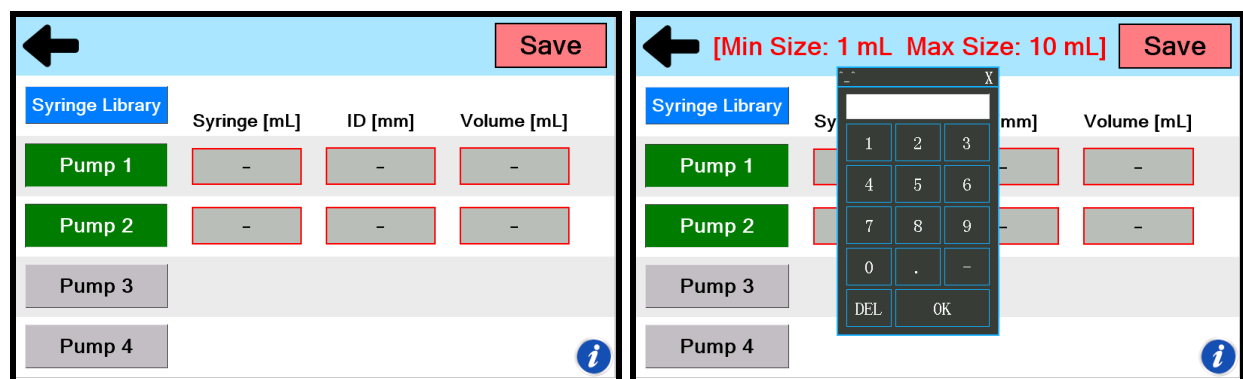 Save
Syringe Library
Syringe [mL] ID [mm] Volume [mL]
Pump 1 - - -
Pump 2 - - -
Pump 3
Pump 4
i
[Min Size: 1 mL Max Size: 10 mL] Save
^_^ X
Syringe Library
Sy mm] Volume [mL]
1 2 3
Pump 1 - -
4 5 6
Pump 2 - -
7 8 9
0 . -
Pump 3
DEL OK
Pump 4
i